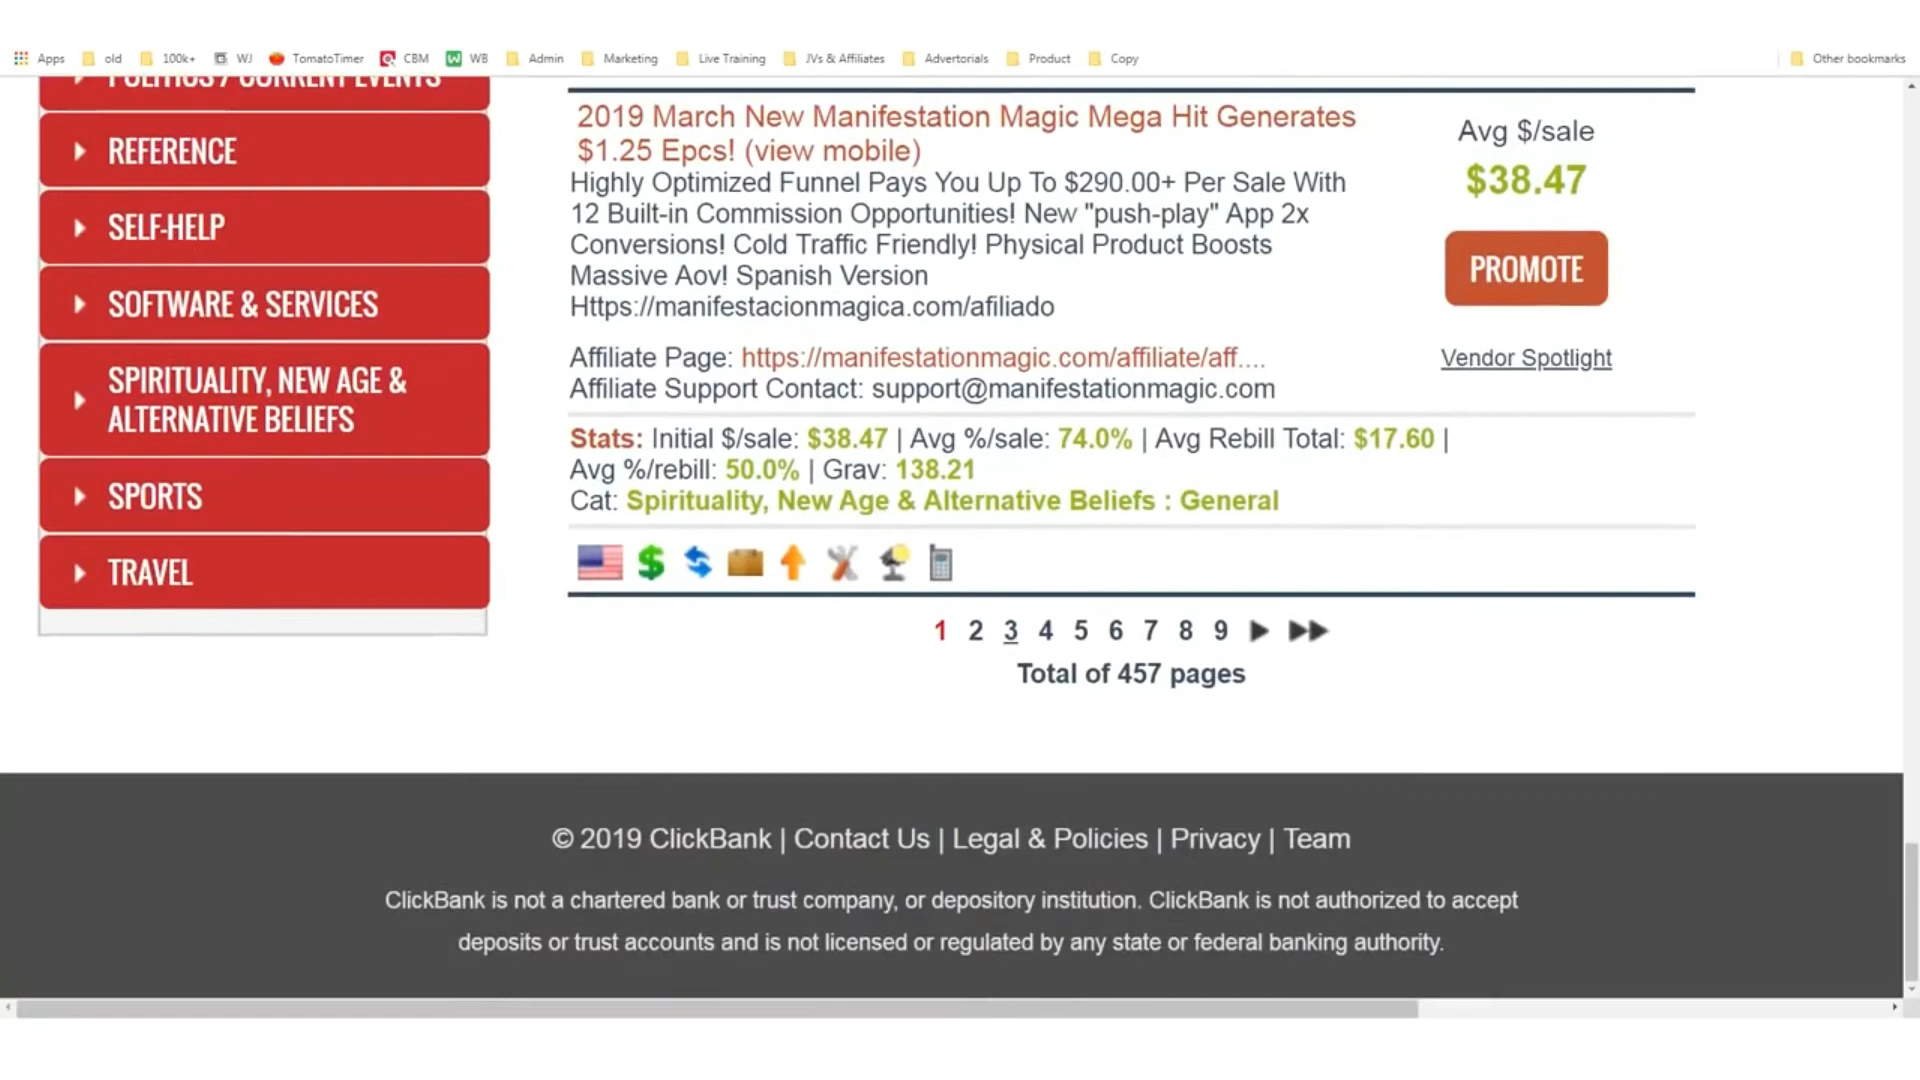 Apps old 100k+ WJ TomatoTimer CBM WB Admin Marketing Live Training JVs & Affiliates Advertorials Product Copy Other bookmarks
POLITICS / CURRENT EVENTS
REFERENCE
SELF-HELP
SOFTWARE & SERVICES
SPIRITUALITY, NEW AGE &
ALTERNATIVE BELIEFS
SPORTS
TRAVEL
2019 March New Manifestation Magic Mega Hit Generates
$1.25 Epcs! (view mobile)
Highly Optimized Funnel Pays You Up To $290.00+ Per Sale With
12 Built-in Commission Opportunities! New "push-play" App 2x
Conversions! Cold Traffic Friendly! Physical Product Boosts
Massive Aov! Spanish Version
Https://manifestacionmagica.com/afiliado
Affiliate Page: https://manifestationmagic.com/affiliate/aff....
Affiliate Support Contact: support@manifestationmagic.com
Avg $/sale
$38.47
PROMOTE
Vendor Spotlight
Stats: Initial $/sale: $38.47 | Avg %/sale: 74.0% | Avg Rebill Total: $17.60 |
Avg %/rebill: 50.0% | Grav: 138.21
Cat: Spirituality, New Age & Alternative Beliefs : General
1 2 3 4 5 6 7 8 9
Total of 457 pages
© 2019 ClickBank | Contact Us | Legal & Policies | Privacy | Team
ClickBank is not a chartered bank or trust company, or depository institution. ClickBank is not authorized to accept
deposits or trust accounts and is not licensed or regulated by any state or federal banking authority.